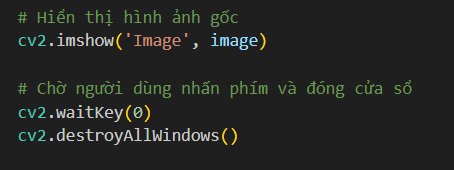 # Hiển thị hình ảnh gốc
cv2.imshow('Image', image)
# Chờ người dùng nhấn phím và đóng cửa sổ
cv2.waitKey(0)
cv2.destroyAllWindows()